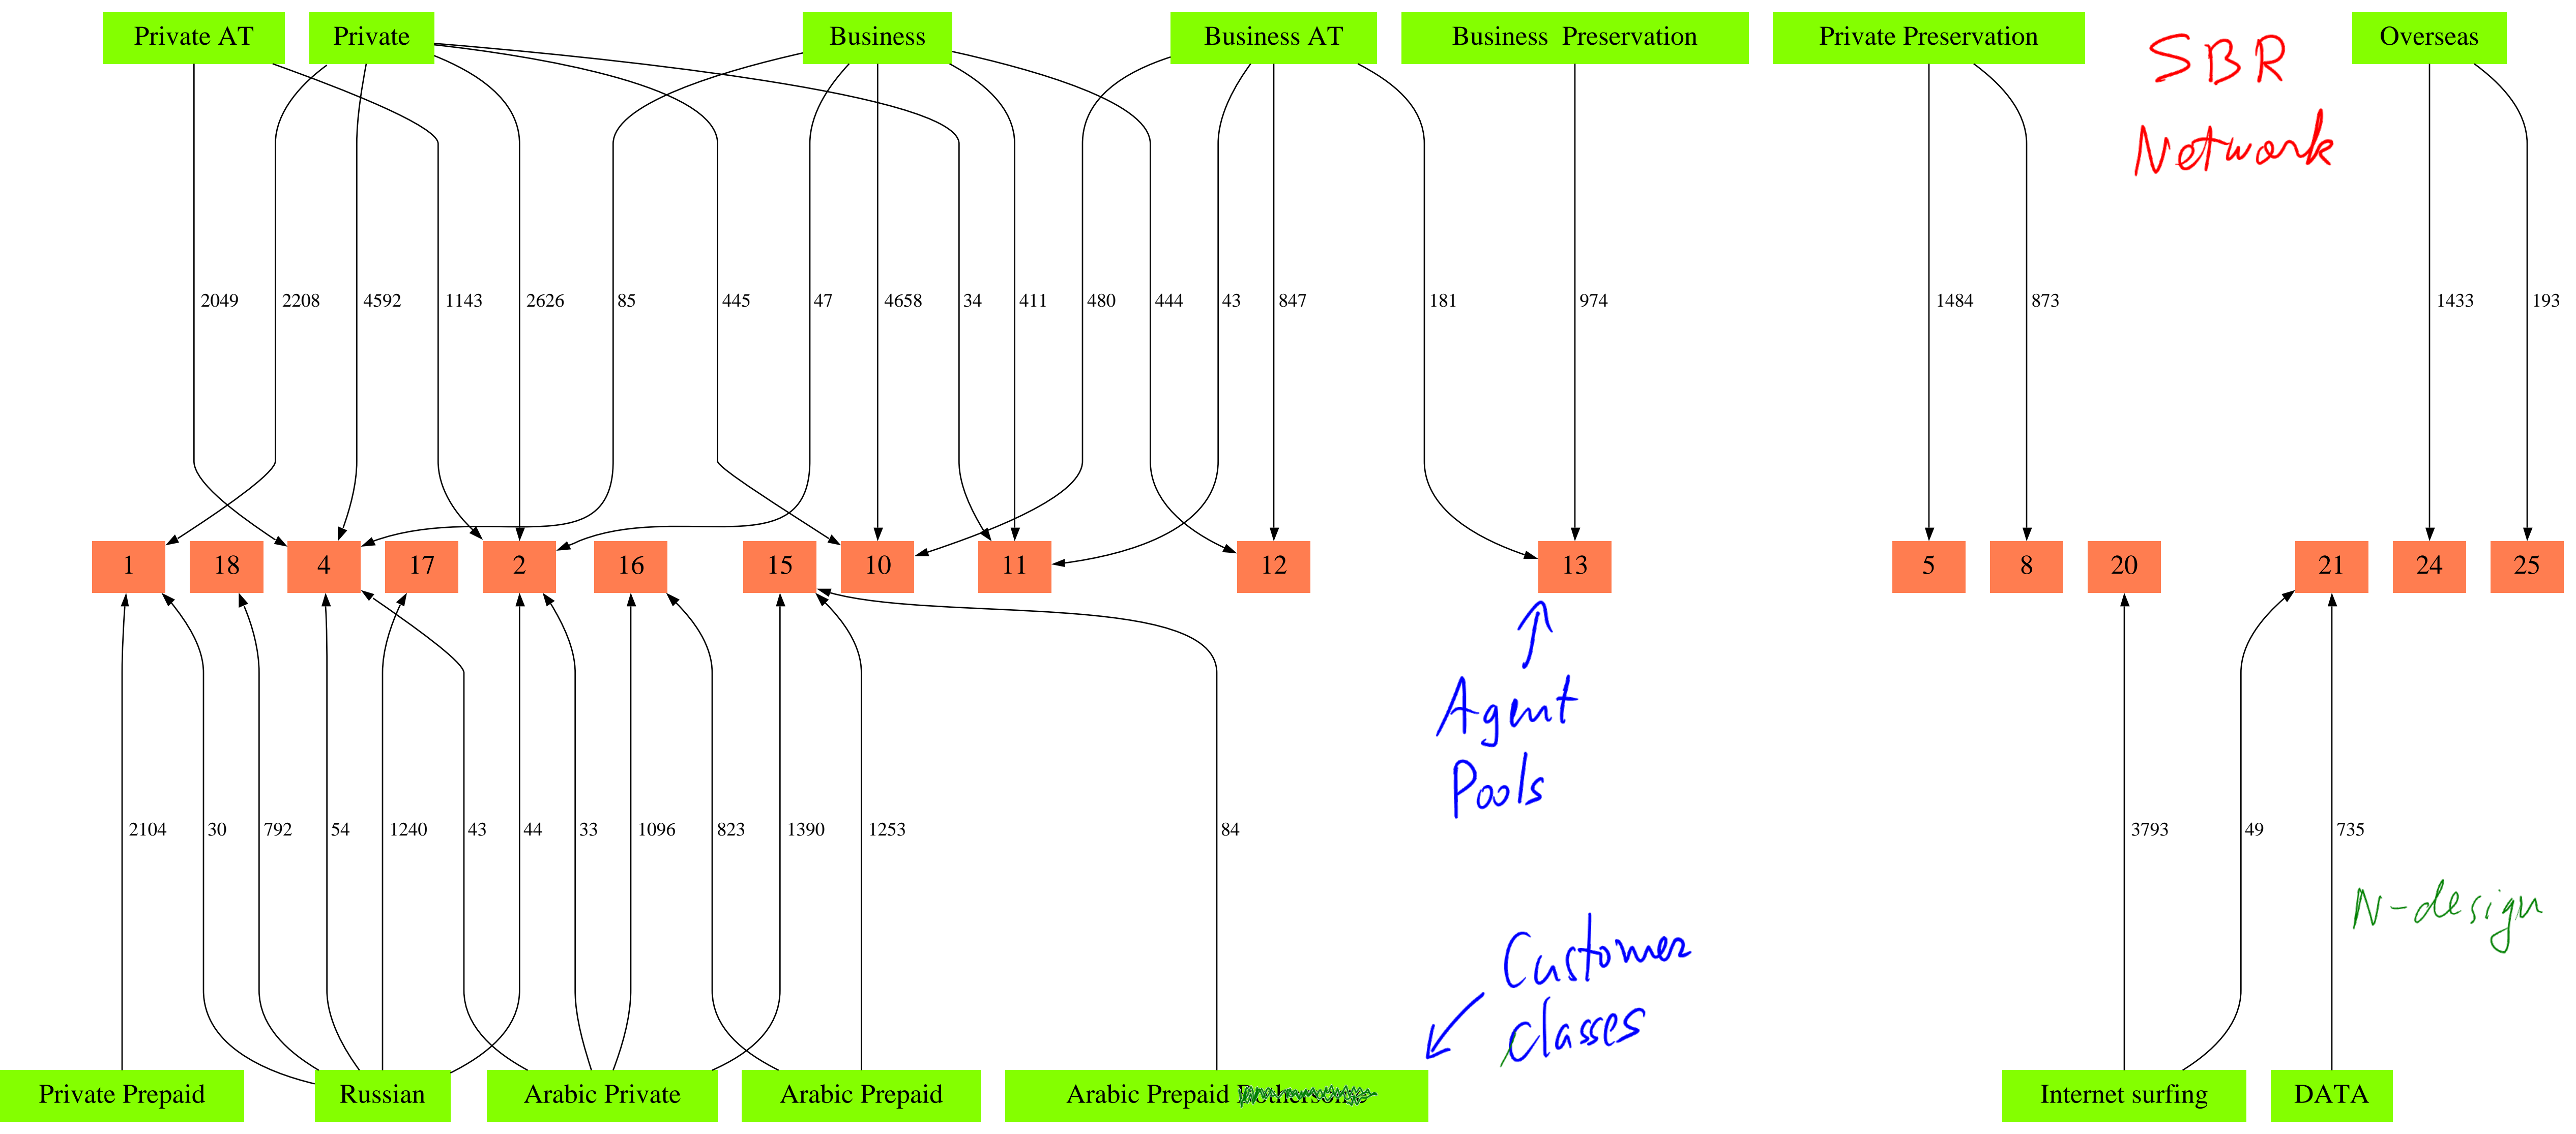 Private AT
Private
Business
Business AT
Business Preservation
Private Preservation
Overseas
SBR
Network
2049
2208
4592
1143
2626
85
445
47
4658
34
411
480
444
43
847
181
974
1484
873
1433
193
1
18
4
17
2
16
15
10
11
12
13
5
8
20
21
24
25
Agent
Pools
2104
30
792
54
1240
43
44
33
1096
823
1390
1253
84
3793
49
735
N-design
Customer
classes
Private Prepaid
Russian
Arabic Private
Arabic Prepaid
Arabic Prepaid
Internet surfing
DATA